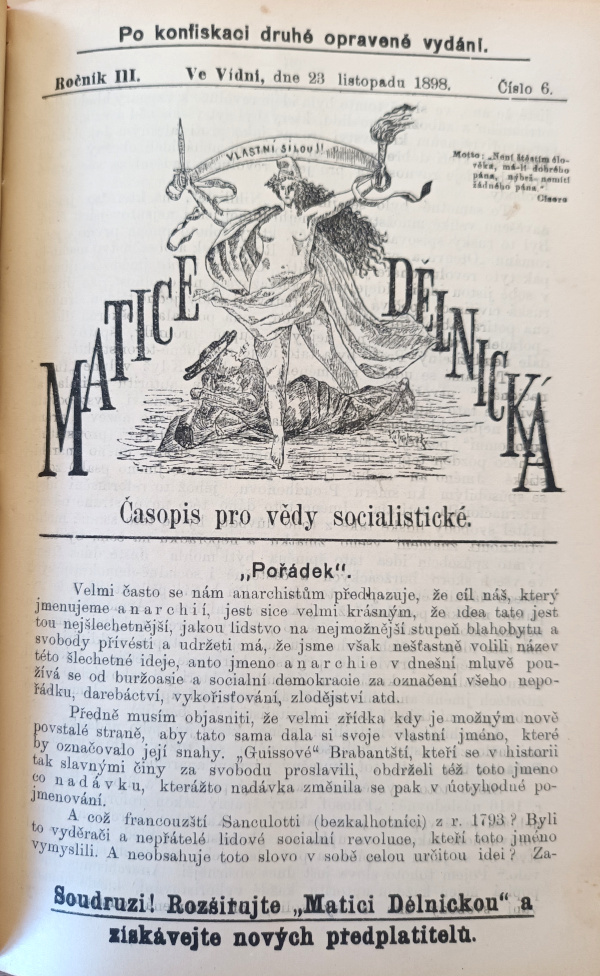 Po konfiskaci druhé opravené vydání.
Ročník III. Ve Vídni, dne 23 listopadu 1898. Číslo 6.
VLASTNÍ SILOU!
Motto: „Není štěstím člo-
věka, má-li dobrého
pána, nýbrž nemíti
žádného pána.“
Cicero
MATICE DĚLNICKÁ
Časopis pro vědy socialistické.
„Pořádek“.
Velmi často se nám anarchistům předhazuje, že cíl náš, který
jmenujeme anarchií, jest sice velmi krásným, že idea tato jest
tou nejšlechetnější, jakou lidstvo na nejmožnější stupeň blahobytu a
svobody přivésti a udržeti má, že jsme však nešťastně volili název
této šlechetné ideje, anto jmeno anarchie v dnešní mluvě pou-
žívá se od buržoasie a socialní demokracie za označení všeho nepo-
řádku, darebáctví, vykořisťování, zlodějství atd.
Předně musím objasniti, že velmi zřídka kdy je možným nově
povstalé straně, aby tato sama dala si svoje vlastní jméno, které
by označovalo její snahy. „Guissové“ Brabantští, kteří se v historii
tak slavnými činy za svobodu proslavili, obdrželi též toto jmeno
co nadávku, kterážto nadávka změnila se pak v úctyhodné po-
jmenování.
A což francouzští Sanculotti (bezkalhotníci) z r. 1793? Byli
to vyděrači a nepřátelé lidové socialní revoluce, kteří toto jméno
vymyslili. A neobsahuje toto slovo v sobě celou určitou idei? Za-
Soudruzi! Rozšiřujte „Matici Dělnickou“ a
získávejte nových předplatitelů.